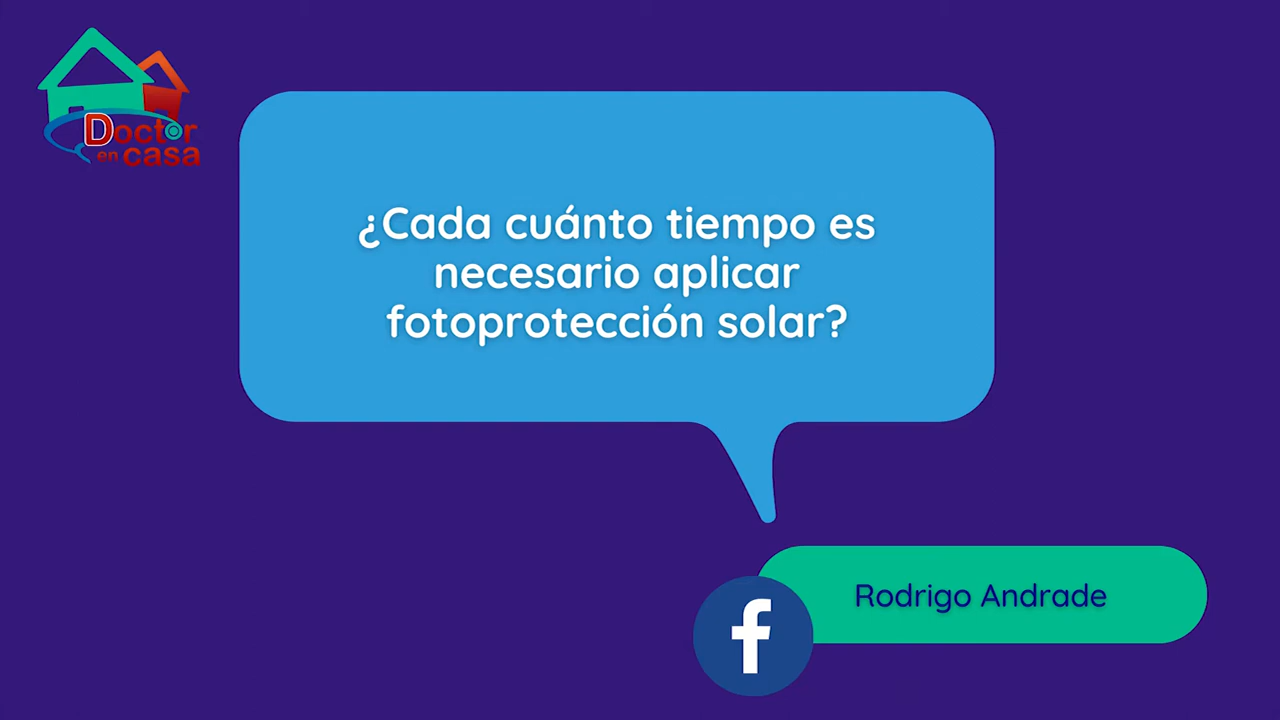 Doctor
en casa
¿Cada cuánto tiempo es
necesario aplicar
fotoprotección solar?
Rodrigo Andrade